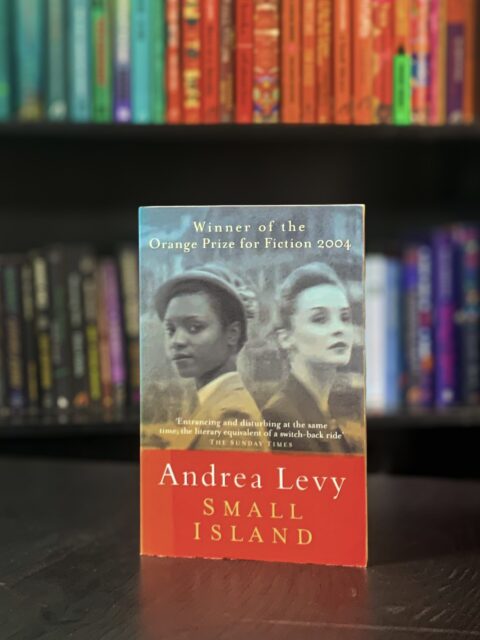 Winner of the
Orange Prize for Fiction 2004
'Entrancing and disturbing at the same
time, the literary equivalent of a switch-back ride'
THE SUNDAY TIMES
Andrea Levy
SMALL
ISLAND